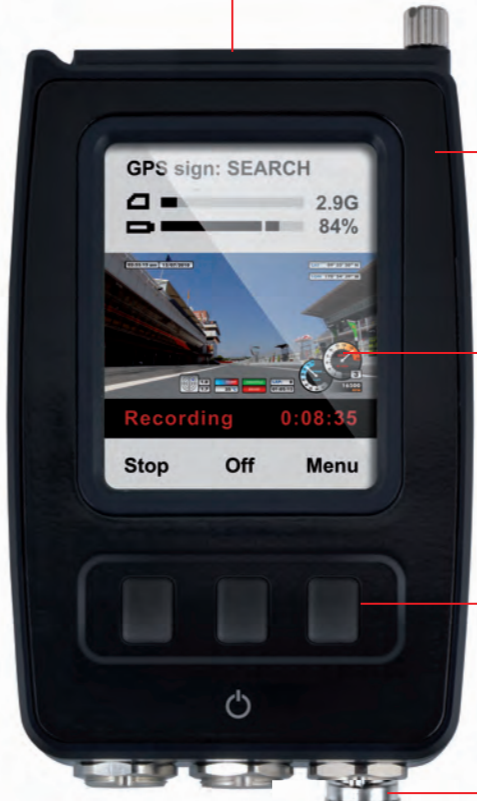 GPS sign: SEARCH
2.9G
84%
Recording 0:08:35
Stop Off Menu